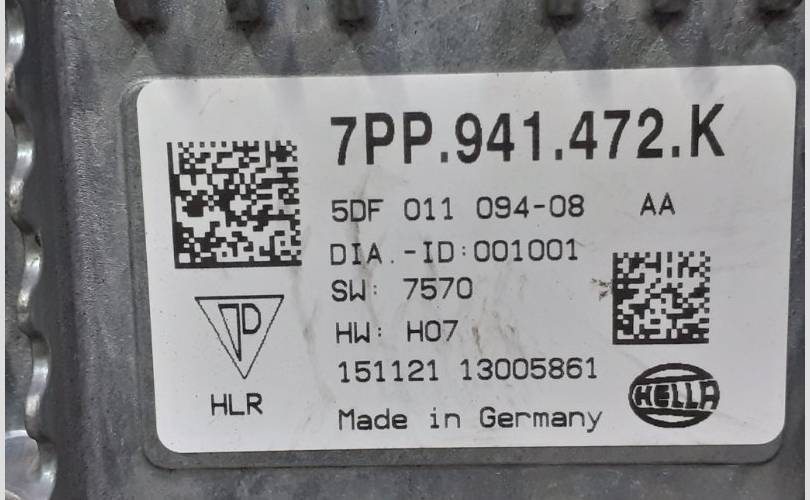 7PP.941.472.K
5DF 011 094-08 AA
DIA.-ID:001001
SW: 7570
HW: H07
151121 13005861
Made in Germany
HLR
HELLA